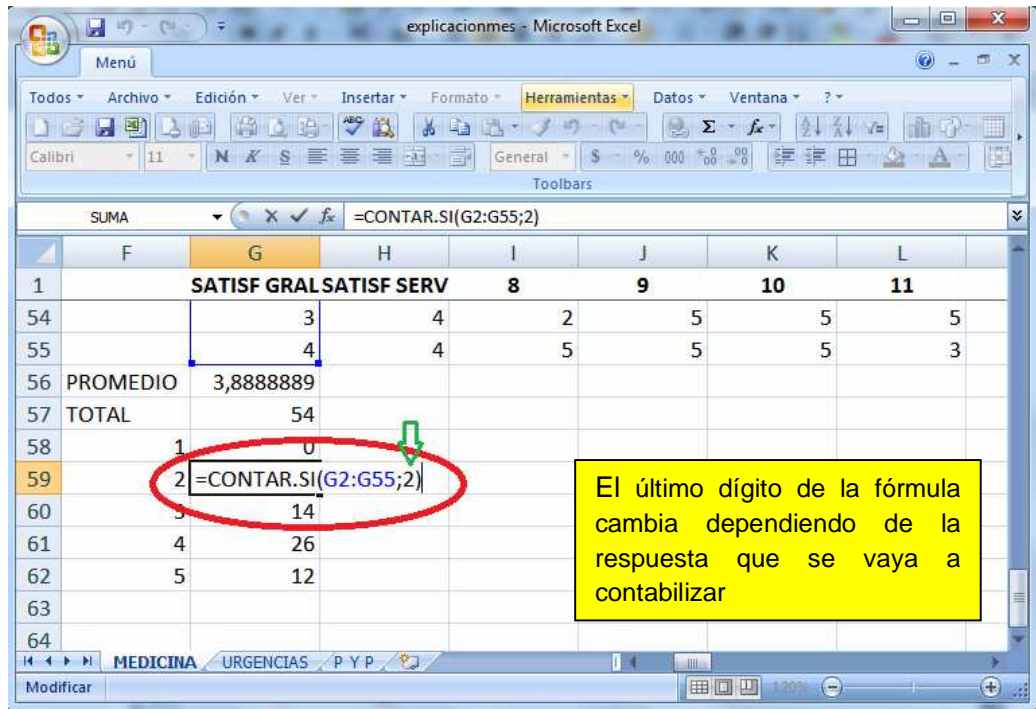 explicacionmes - Microsoft Excel
Menú
Todos Archivo Edición Ver Insertar Formato Herramientas Datos Ventana ?
Calibri 11 N K S General $ % 000
Toolbars
SUMA fx =CONTAR.SI(G2:G55;2)
F G H I J K L
1 SATISF GRAL SATISF SERV 8 9 10 11
54 3 4 2 5 5 5
55 4 4 5 5 5 3
56 PROMEDIO 3,8888889
57 TOTAL 54
58 1 0
59 2 =CONTAR.SI(G2:G55;2)
60 3 14
61 4 26
62 5 12
63
64
El último dígito de la fórmula
cambia dependiendo de la
respuesta que se vaya a
contabilizar
MEDICINA URGENCIAS P Y P
Modificar 120%